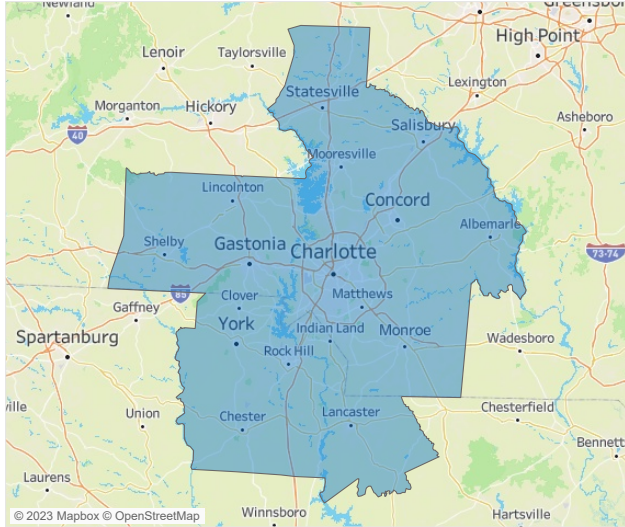 Newland
Greensboro
High Point
Lenoir
Taylorsville
Lexington
Statesville
Morganton
Hickory
Asheboro
Salisbury
40
Mooresville
Lincolnton
Concord
Albemarle
Shelby
Gastonia
Charlotte
73-74
85
Clover
Matthews
Gaffney
York
Indian Land
Monroe
Spartanburg
Wadesboro
Rock Hill
ville
Union
Chester
Lancaster
Chesterfield
Bennett
Laurens
Winnsboro
Hartsville
© 2023 Mapbox © OpenStreetMap